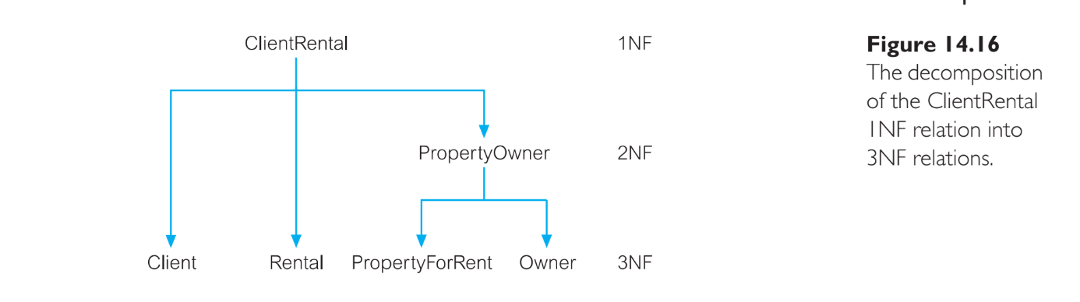 ClientRental 1NF
PropertyOwner 2NF
Client Rental PropertyForRent Owner 3NF
Figure 14.16
The decomposition
of the ClientRental
1NF relation into
3NF relations.